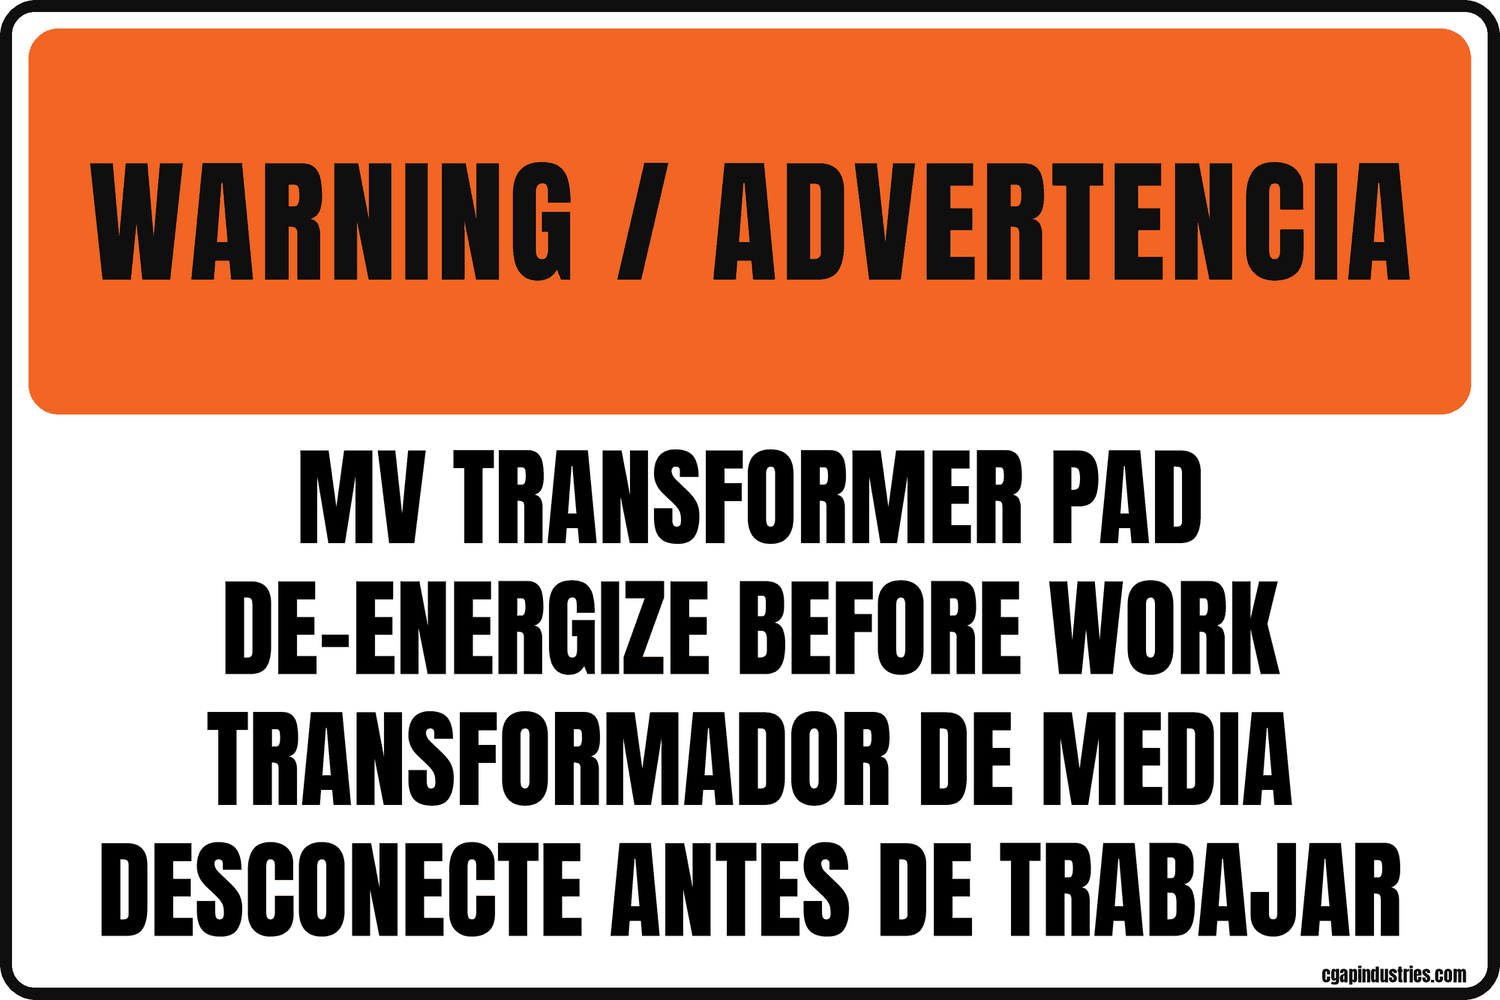 WARNING / ADVERTENCIA
MV TRANSFORMER PAD
DE-ENERGIZE BEFORE WORK
TRANSFORMADOR DE MEDIA
DESCONECTE ANTES DE TRABAJAR
cgapindustries.com